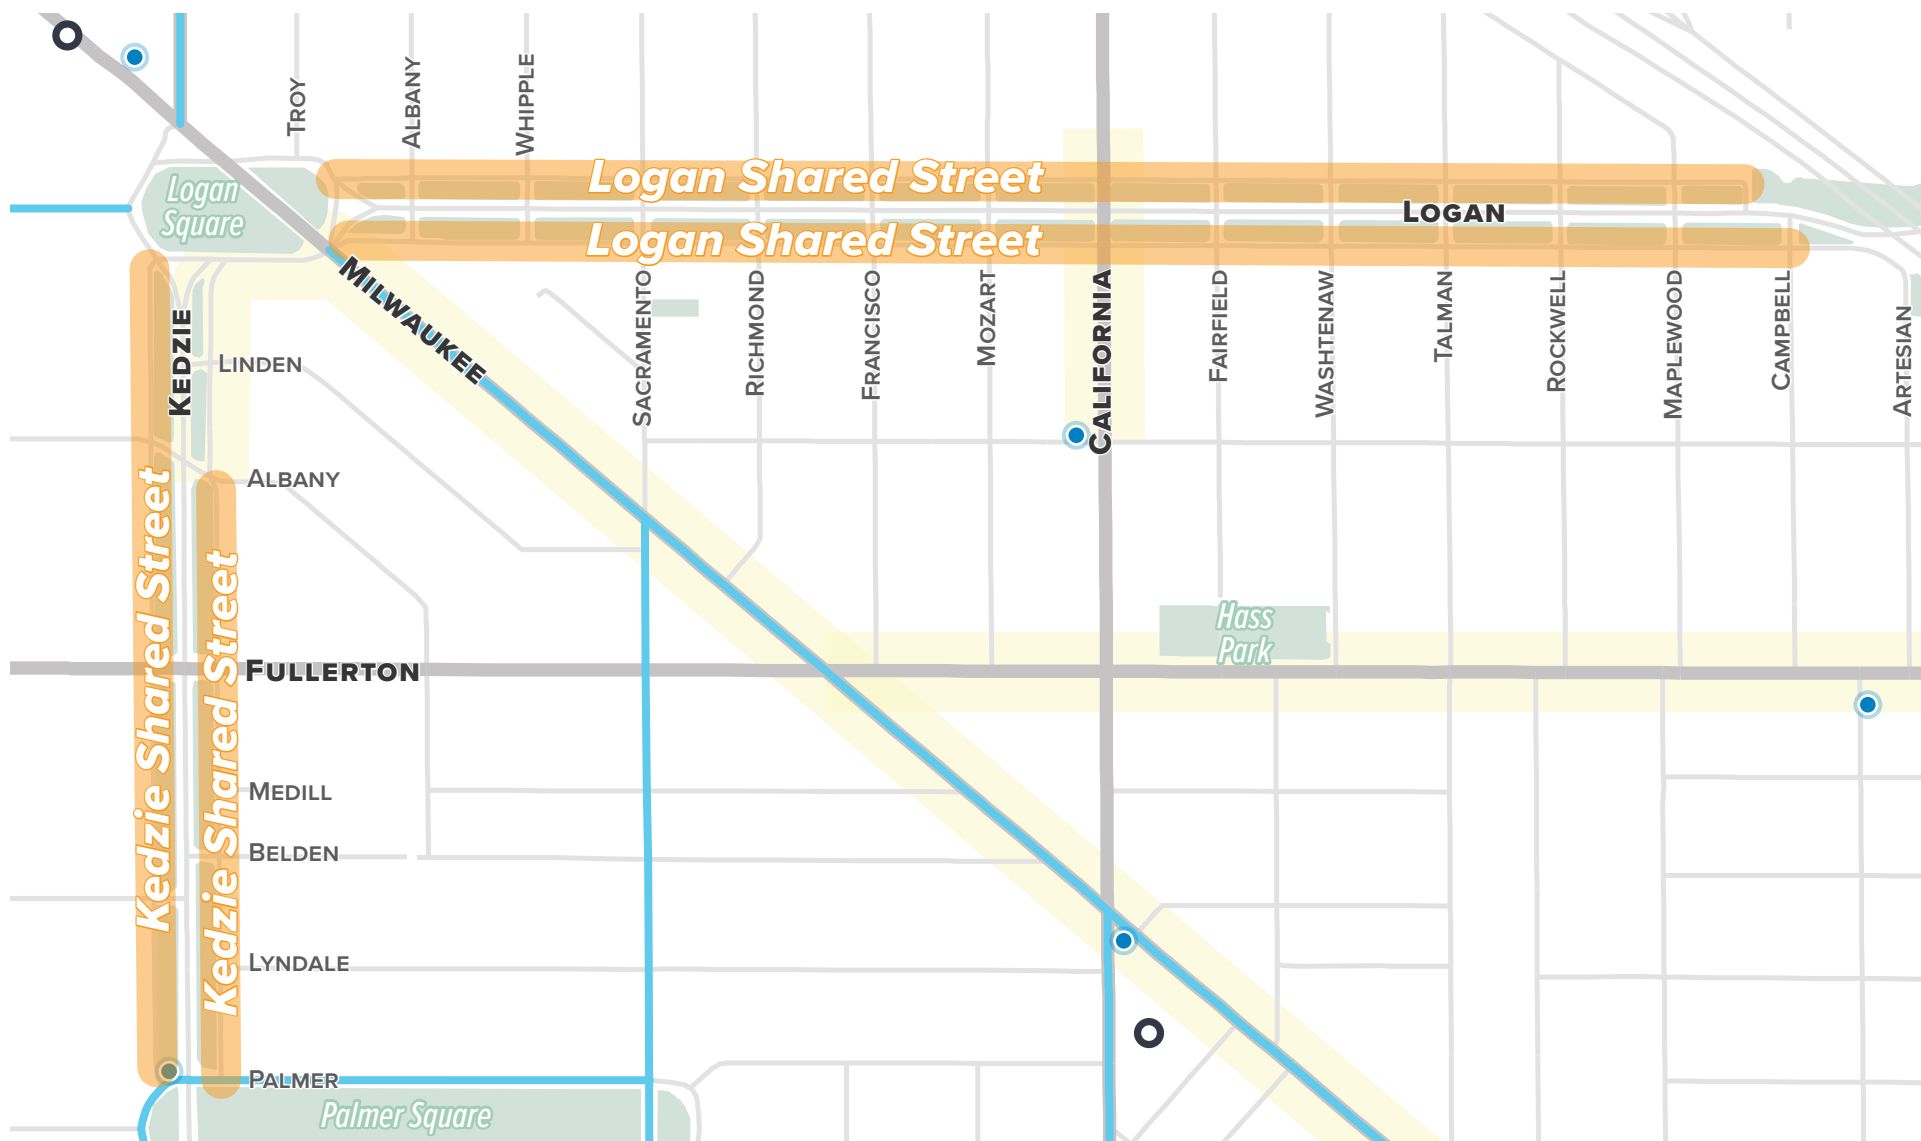 TROY
ALBANY
WHIPPLE
Logan Shared Street
Logan
Square
LOGAN
Logan Shared Street
MILWAUKEE
KEDZIE
LINDEN
SACRAMENTO
RICHMOND
FRANCISCO
MOZART
CALIFORNIA
FAIRFIELD
WASHTENAW
TALMAN
ROCKWELL
MAPLEWOOD
CAMPBELL
ARTESIAN
ALBANY
Kedzie Shared Street
Kedzie Shared Street
Hass
Park
FULLERTON
MEDILL
BELDEN
LYNDALE
PALMER
Palmer Square